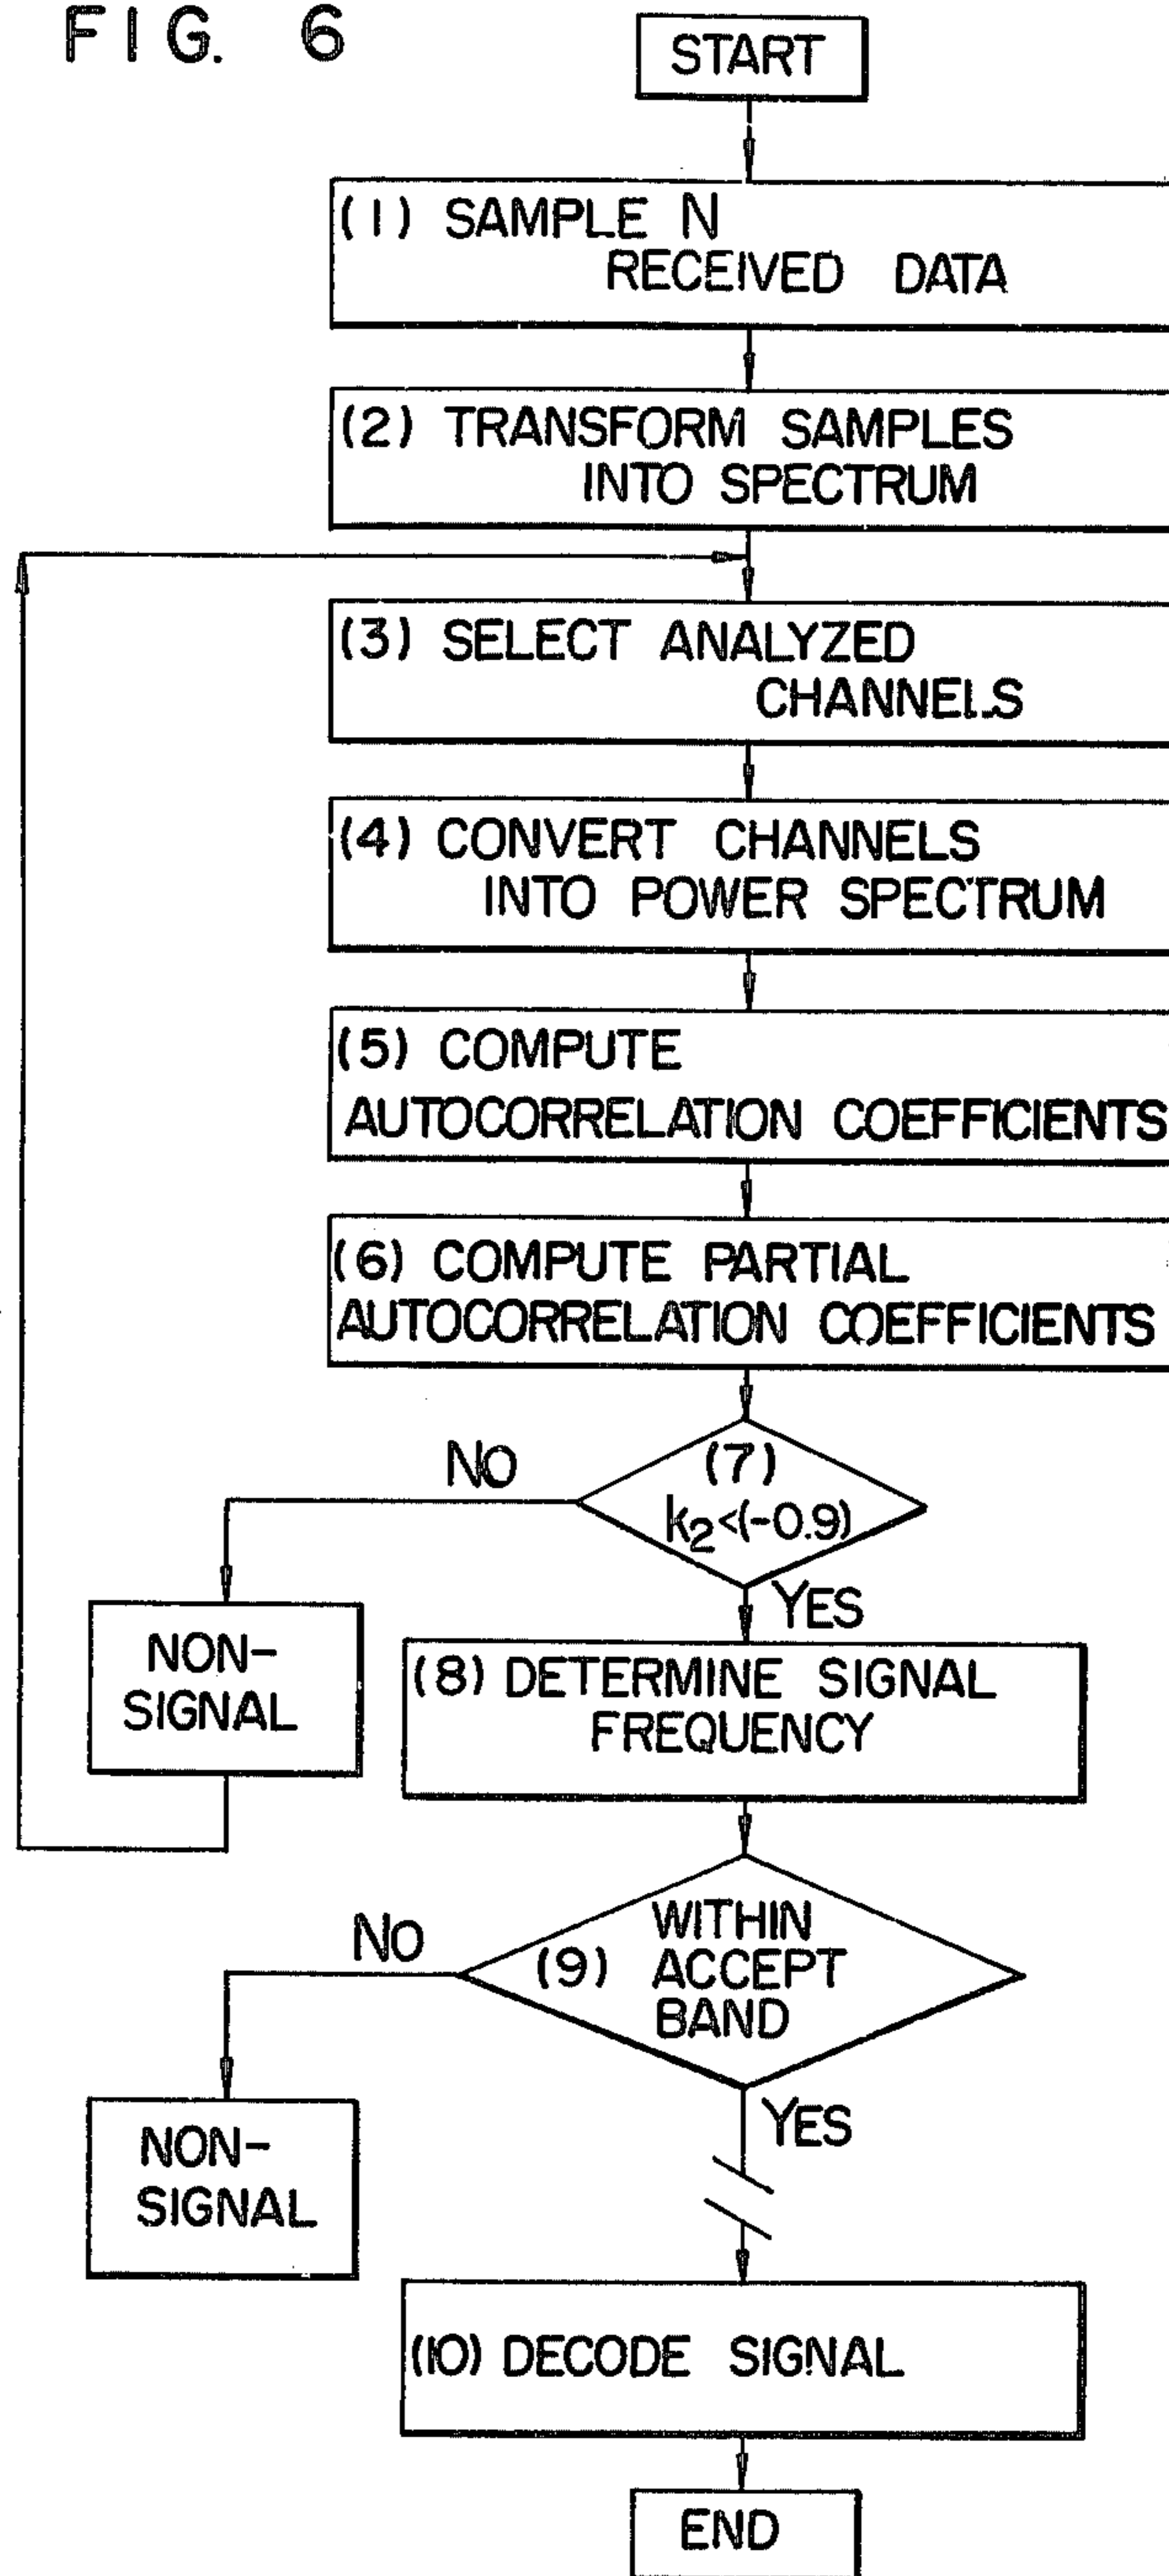 FIG. 6
START
(1) SAMPLE N
RECEIVED DATA
(2) TRANSFORM SAMPLES
INTO SPECTRUM
(3) SELECT ANALYZED
CHANNELS
(4) CONVERT CHANNELS
INTO POWER SPECTRUM
(5) COMPUTE
AUTOCORRELATION COEFFICIENTS
(6) COMPUTE PARTIAL
AUTOCORRELATION COEFFICIENTS
NO
(7)
k2<(-0.9)
YES
NON-
SIGNAL
(8) DETERMINE SIGNAL
FREQUENCY
NO
(9) WITHIN
ACCEPT
BAND
YES
NON-
SIGNAL
(10) DECODE SIGNAL
END